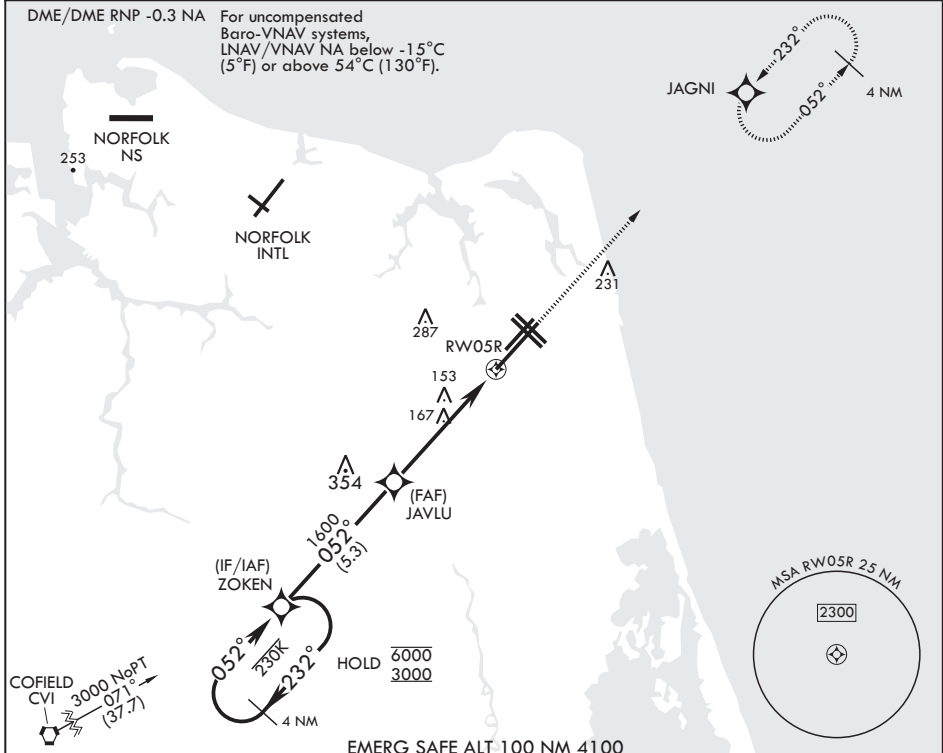 DME/DME RNP -0.3 NA
For uncompensated
Baro-VNAV systems,
LNAV/VNAV NA below -15°C
(5°F) or above 54°C (130°F).
232°
JAGNI
052°
4 NM
NORFOLK
NS
253
NORFOLK
INTL
231
287
RW05R
153
167
354
(FAF)
JAVLU
1600
052°
(5.3)
(IF/IAF)
ZOKEN
MSA RW05R 25 NM
2300
052°
230K
232°
HOLD
6000
3000
4 NM
COFIELD
CVI
3000 NoPT
071°
(37.7)
EMERG SAFE ALT 100 NM 4100